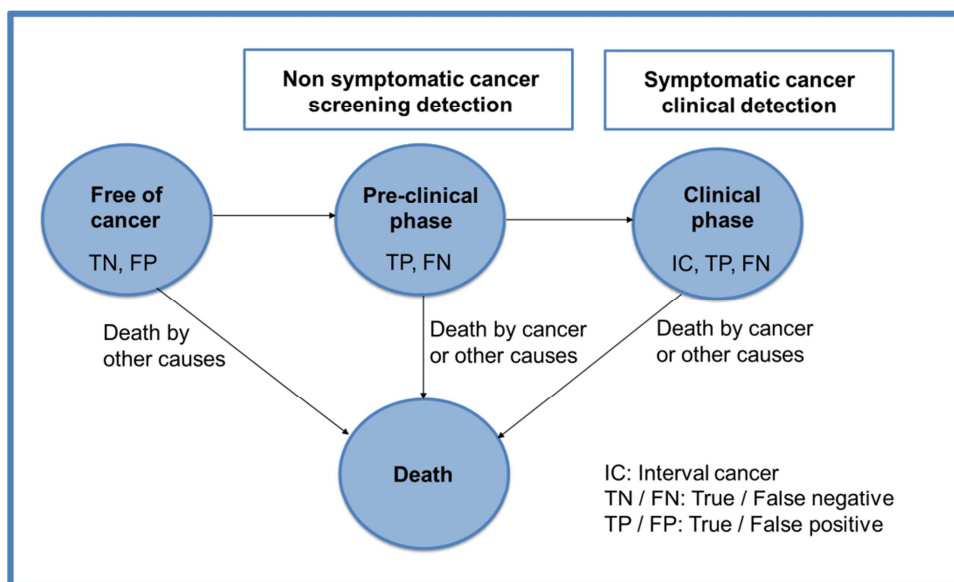 Non symptomatic cancer
screening detection
Symptomatic cancer
clinical detection
Free of
cancer
TN, FP
Pre-clinical
phase
TP, FN
Clinical
phase
IC, TP, FN
Death by
other causes
Death by cancer
or other causes
Death by cancer
or other causes
Death
IC: Interval cancer
TN / FN: True / False negative
TP / FP: True / False positive